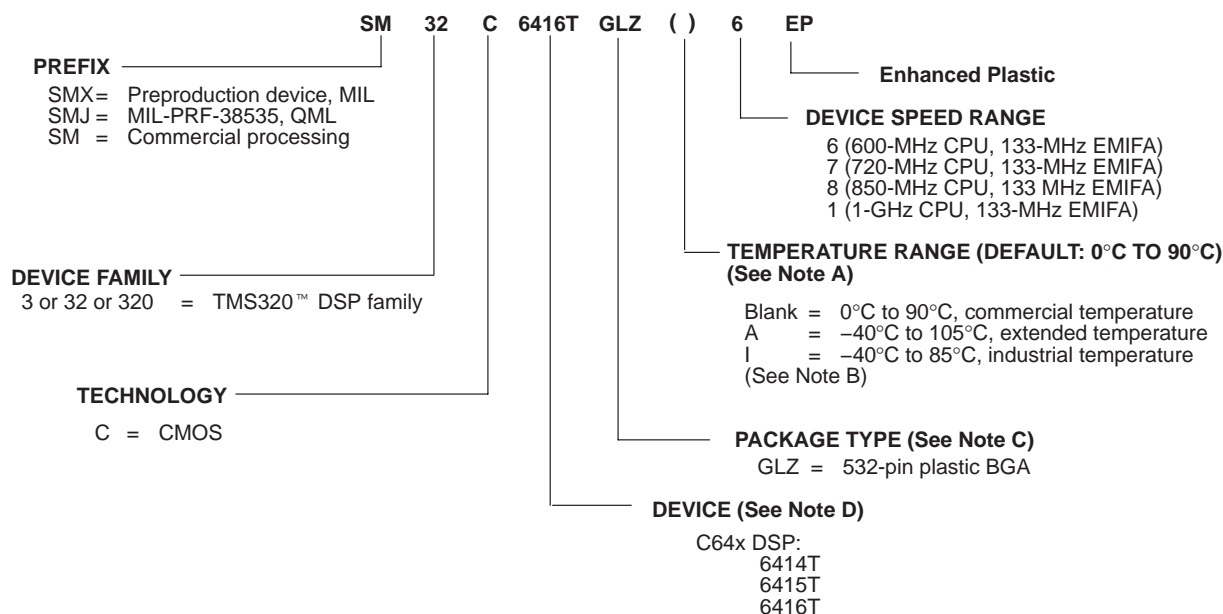 SM 32 C 6416T GLZ ( ) 6 EP
PREFIX
SMX= Preproduction device, MIL
SMJ = MIL-PRF-38535, QML
SM = Commercial processing
Enhanced Plastic
DEVICE SPEED RANGE
6 (600-MHz CPU, 133-MHz EMIFA)
7 (720-MHz CPU, 133-MHz EMIFA)
8 (850-MHz CPU, 133 MHz EMIFA)
1 (1-GHz CPU, 133-MHz EMIFA)
TEMPERATURE RANGE (DEFAULT: 0°C TO 90°C)
(See Note A)
Blank = 0°C to 90°C, commercial temperature
A = −40°C to 105°C, extended temperature
I = −40°C to 85°C, industrial temperature
(See Note B)
DEVICE FAMILY
3 or 32 or 320 = TMS320™ DSP family
TECHNOLOGY
C = CMOS
PACKAGE TYPE (See Note C)
GLZ = 532-pin plastic BGA
DEVICE (See Note D)
C64x DSP:
6414T
6415T
6416T